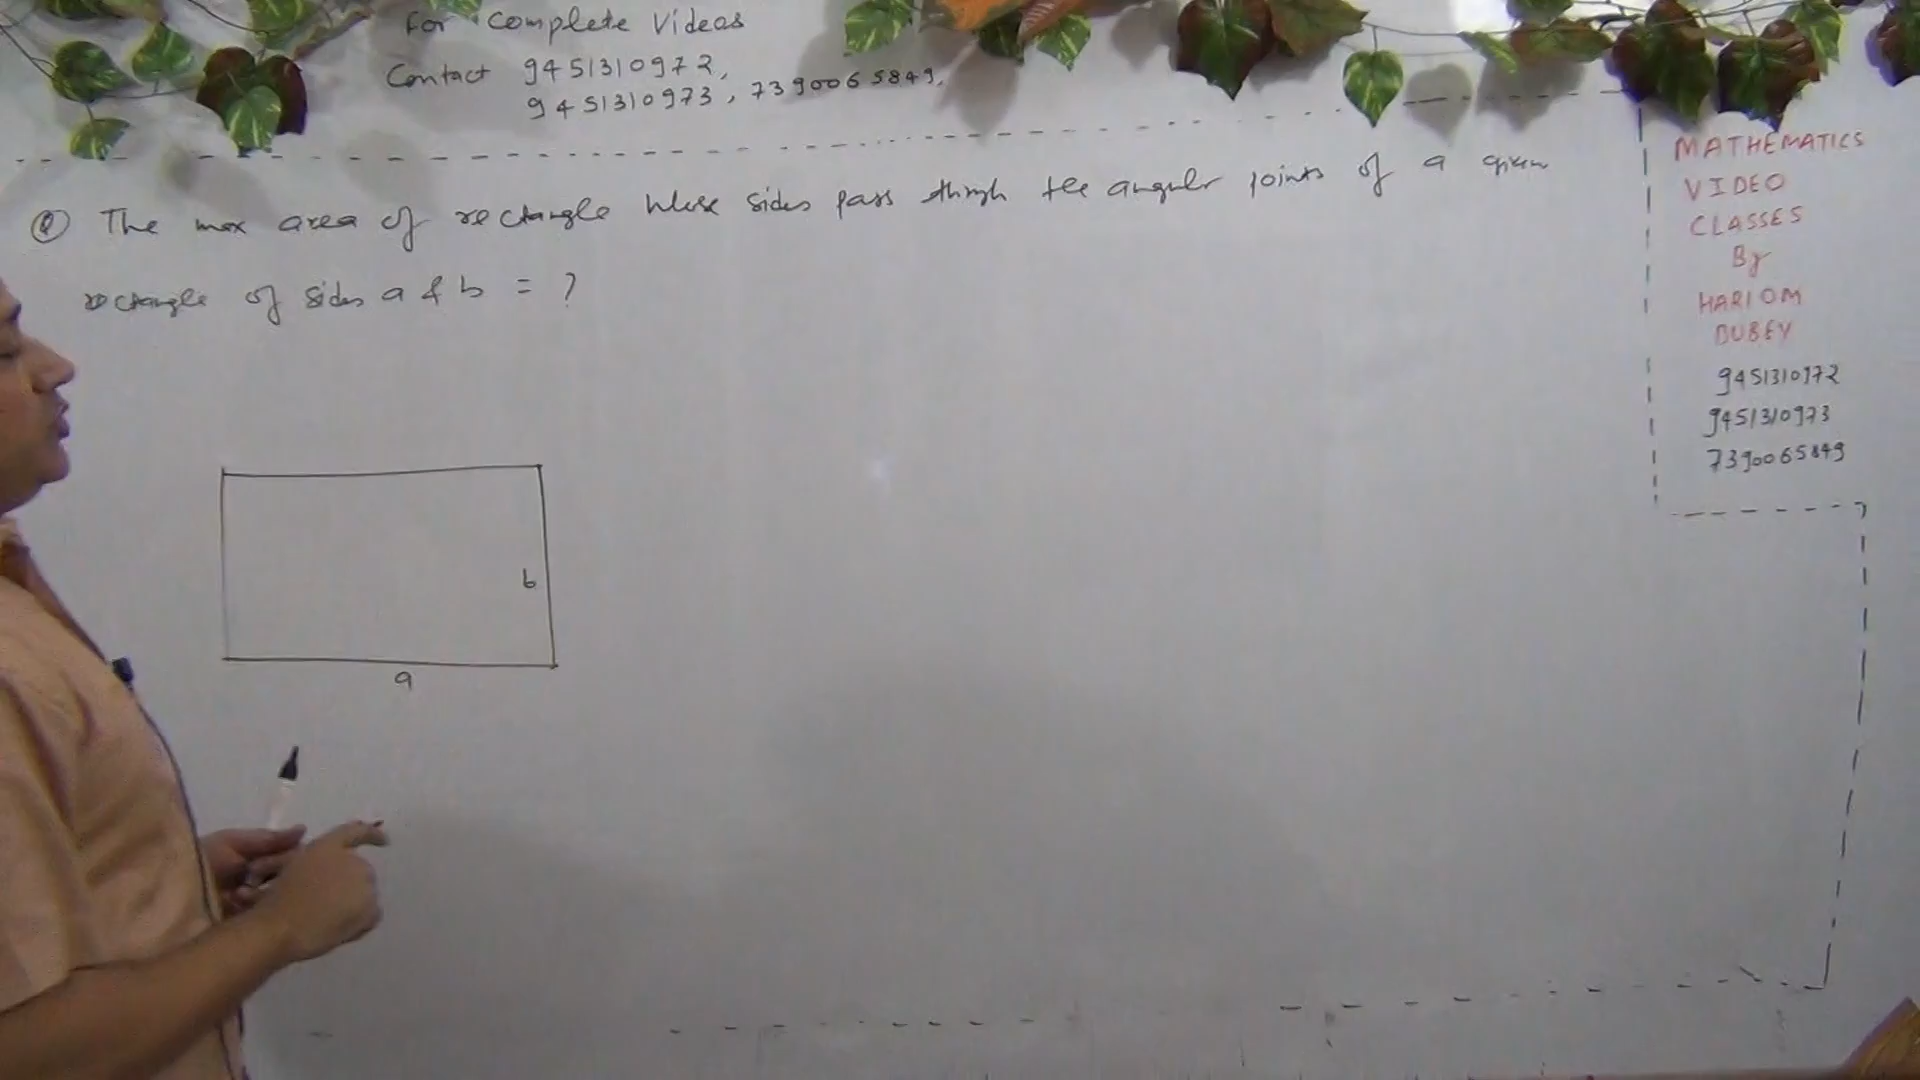 For Complete Videos
Contact 9451310972,
9451310973, 7390065849.
Q The max area of rectangle whose sides pass through the angular points of a given
rectangle of sides a & b = ?
b
a
MATHEMATICS
VIDEO
CLASSES
By
HARIOM
DUBEY
9451310972
9451310973
7390065849